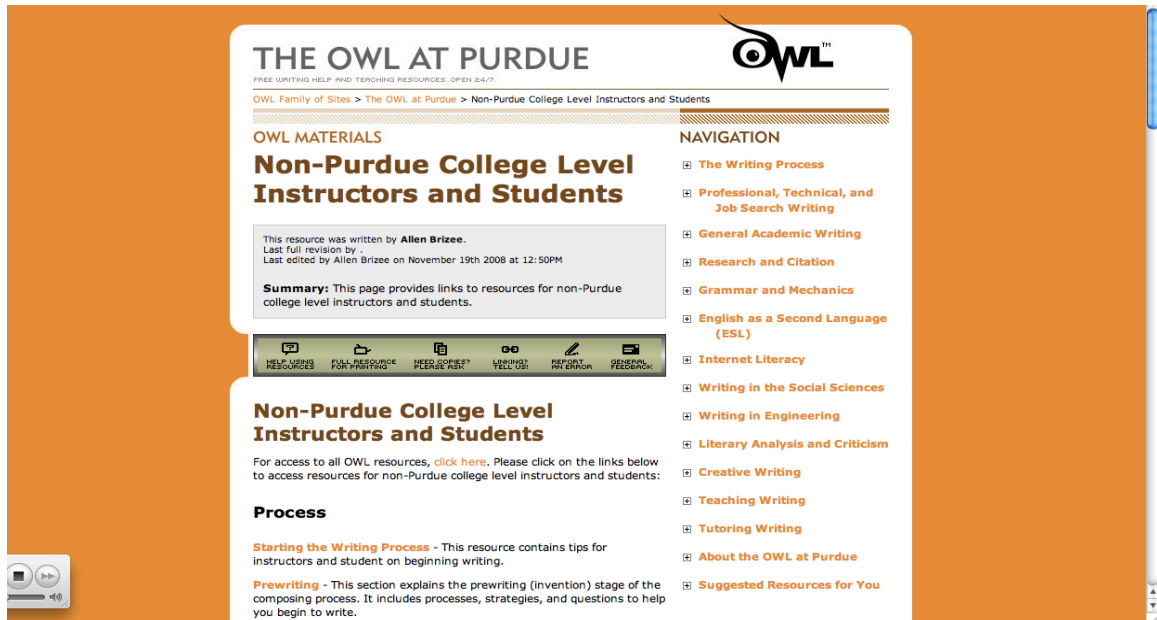 THE OWL AT PURDUE
OWL™
FREE WRITING HELP AND TEACHING RESOURCES. OPEN 24/7.
OWL Family of Sites > The OWL at Purdue > Non-Purdue College Level Instructors and Students
OWL MATERIALS
Non-Purdue College Level
Instructors and Students
This resource was written by Allen Brizee.
Last full revision by .
Last edited by Allen Brizee on November 19th 2008 at 12:50PM
Summary: This page provides links to resources for non-Purdue
college level instructors and students.
HELP USING
RESOURCES
FULL RESOURCE
FOR PRINTING
NEED COPIES?
PLEASE ASK
LINKING?
TELL US!
REPORT
AN ERROR
GENERAL
FEEDBACK
Non-Purdue College Level
Instructors and Students
For access to all OWL resources, click here. Please click on the links below
to access resources for non-Purdue college level instructors and students:
Process
Starting the Writing Process - This resource contains tips for
instructors and student on beginning writing.
Prewriting - This section explains the prewriting (invention) stage of the
composing process. It includes processes, strategies, and questions to help
you begin to write.
NAVIGATION
The Writing Process
Professional, Technical, and
Job Search Writing
General Academic Writing
Research and Citation
Grammar and Mechanics
English as a Second Language
(ESL)
Internet Literacy
Writing in the Social Sciences
Writing in Engineering
Literary Analysis and Criticism
Creative Writing
Teaching Writing
Tutoring Writing
About the OWL at Purdue
Suggested Resources for You